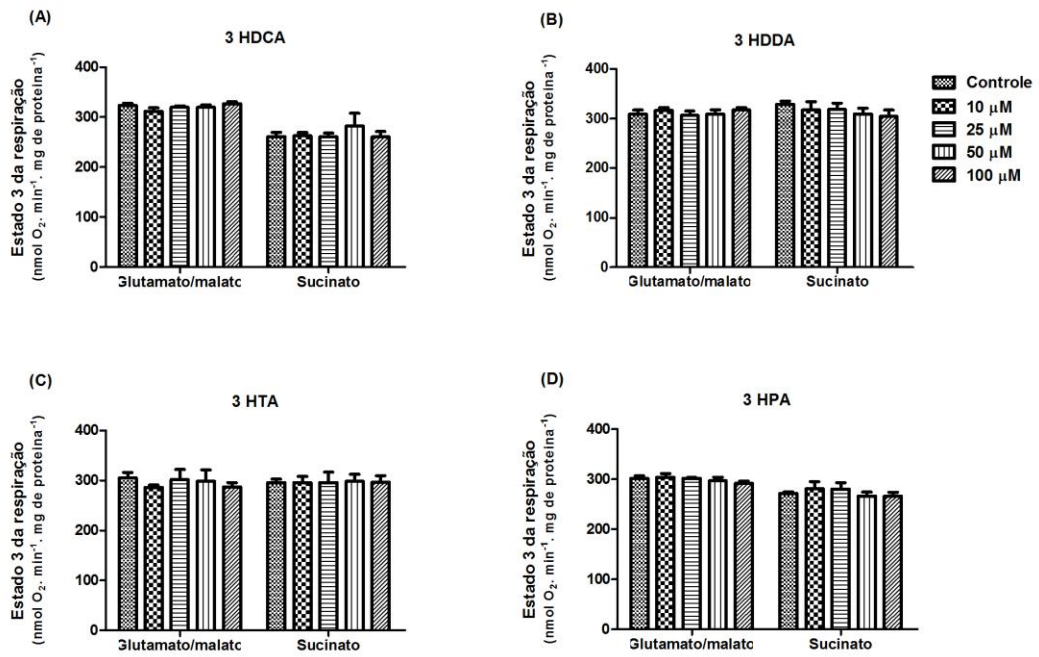 (A)
3 HDCA
Estado 3 da respiração
(nmol O₂. min⁻¹. mg de proteina⁻¹)
400
300
200
100
0
Glutamato/malato
Sucinato
(B)
3 HDDA
Estado 3 da respiração
(nmol O₂. min⁻¹. mg de proteina⁻¹)
400
300
200
100
0
Glutamato/malato
Sucinato
Controle
10 μM
25 μM
50 μM
100 μM
(C)
3 HTA
Estado 3 da respiração
(nmol O₂. min⁻¹. mg de proteina⁻¹)
400
300
200
100
0
Glutamato/malato
Sucinato
(D)
3 HPA
Estado 3 da respiração
(nmol O₂. min⁻¹. mg de proteina⁻¹)
400
300
200
100
0
Glutamato/malato
Sucinato